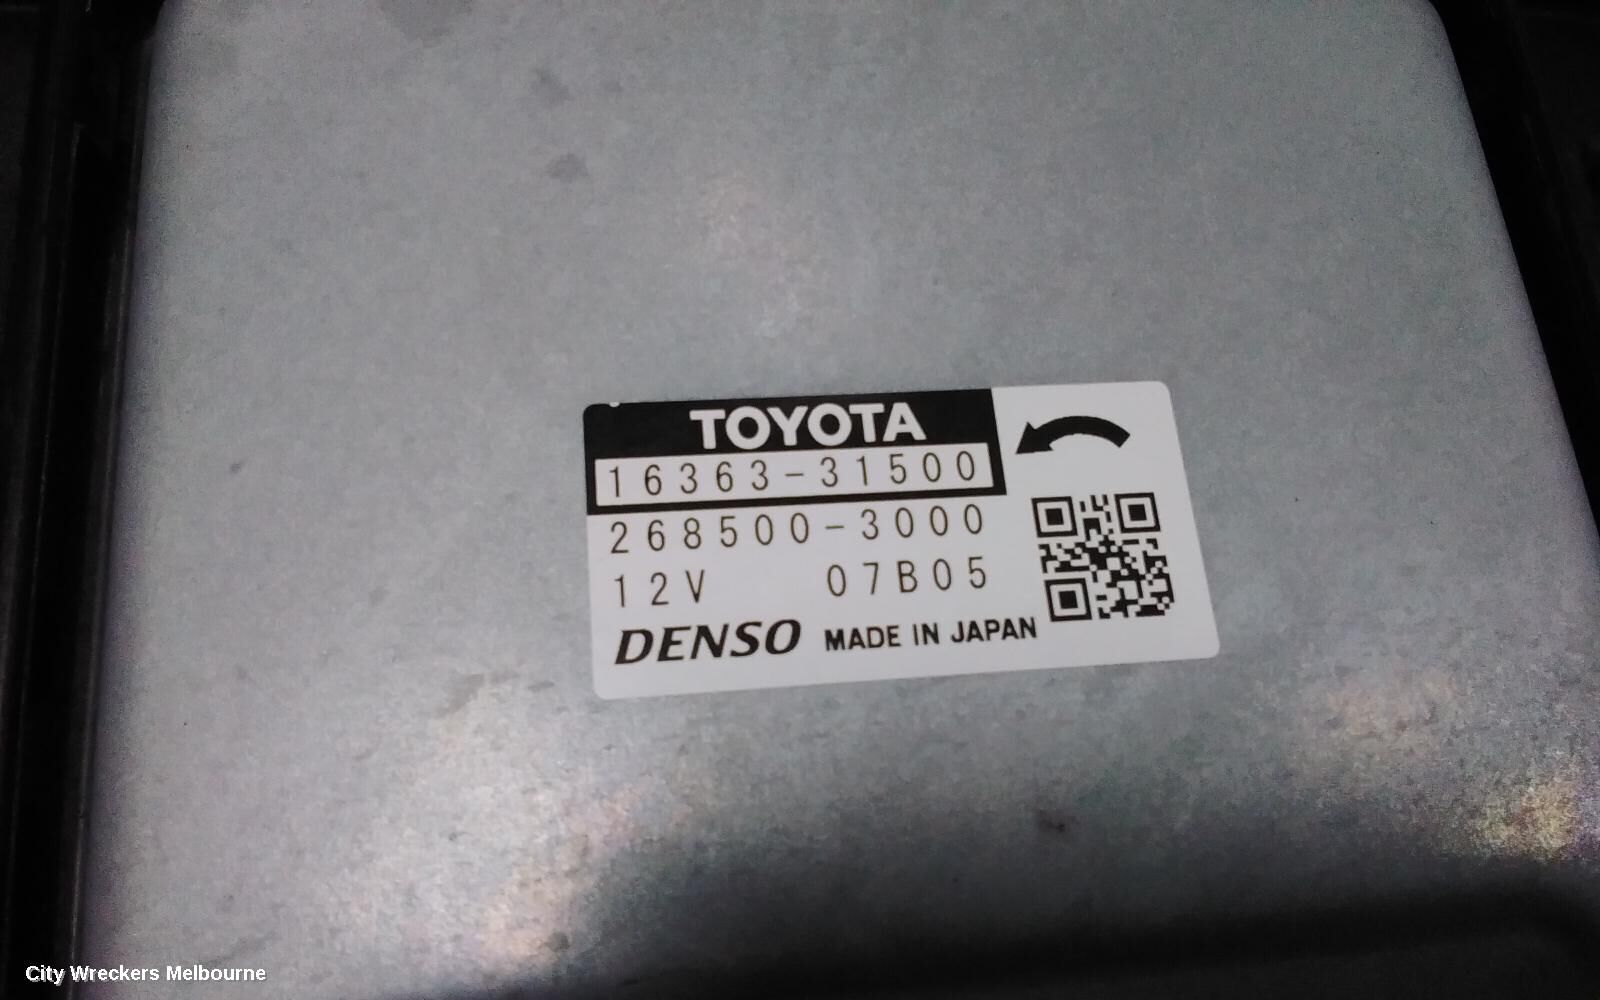 TOYOTA
16363-31500
268500-3000
12V 07B05
DENSO MADE IN JAPAN
City Wreckers Melbourne